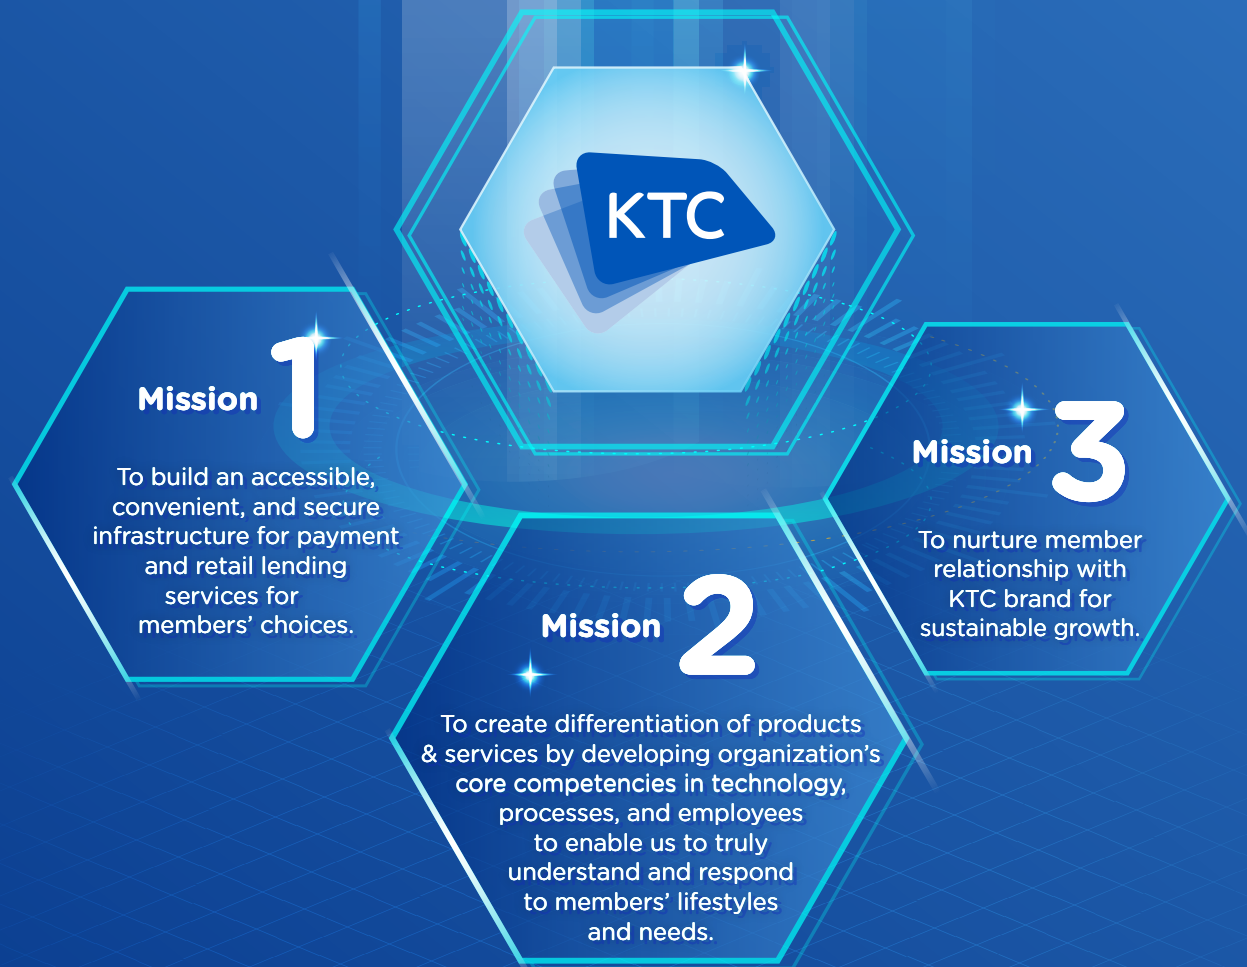 KTC
Mission 1
To build an accessible,
convenient, and secure
infrastructure for payment
and retail lending
services for
members’ choices.
Mission 2
To create differentiation of products
& services by developing organization’s
core competencies in technology,
processes, and employees
to enable us to truly
understand and respond
to members’ lifestyles
and needs.
Mission 3
To nurture member
relationship with
KTC brand for
sustainable growth.